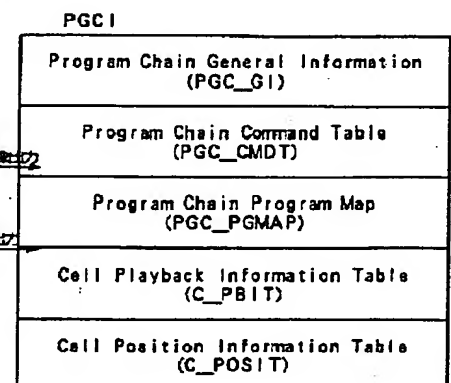 PGCI
Program Chain General Information
(PGC_GI)
Program Chain Command Table
(PGC_CMDT)
Program Chain Program Map
(PGC_PGMAP)
Cell Playback Information Table
(C_PBIT)
Cell Position Information Table
(C_POSIT)